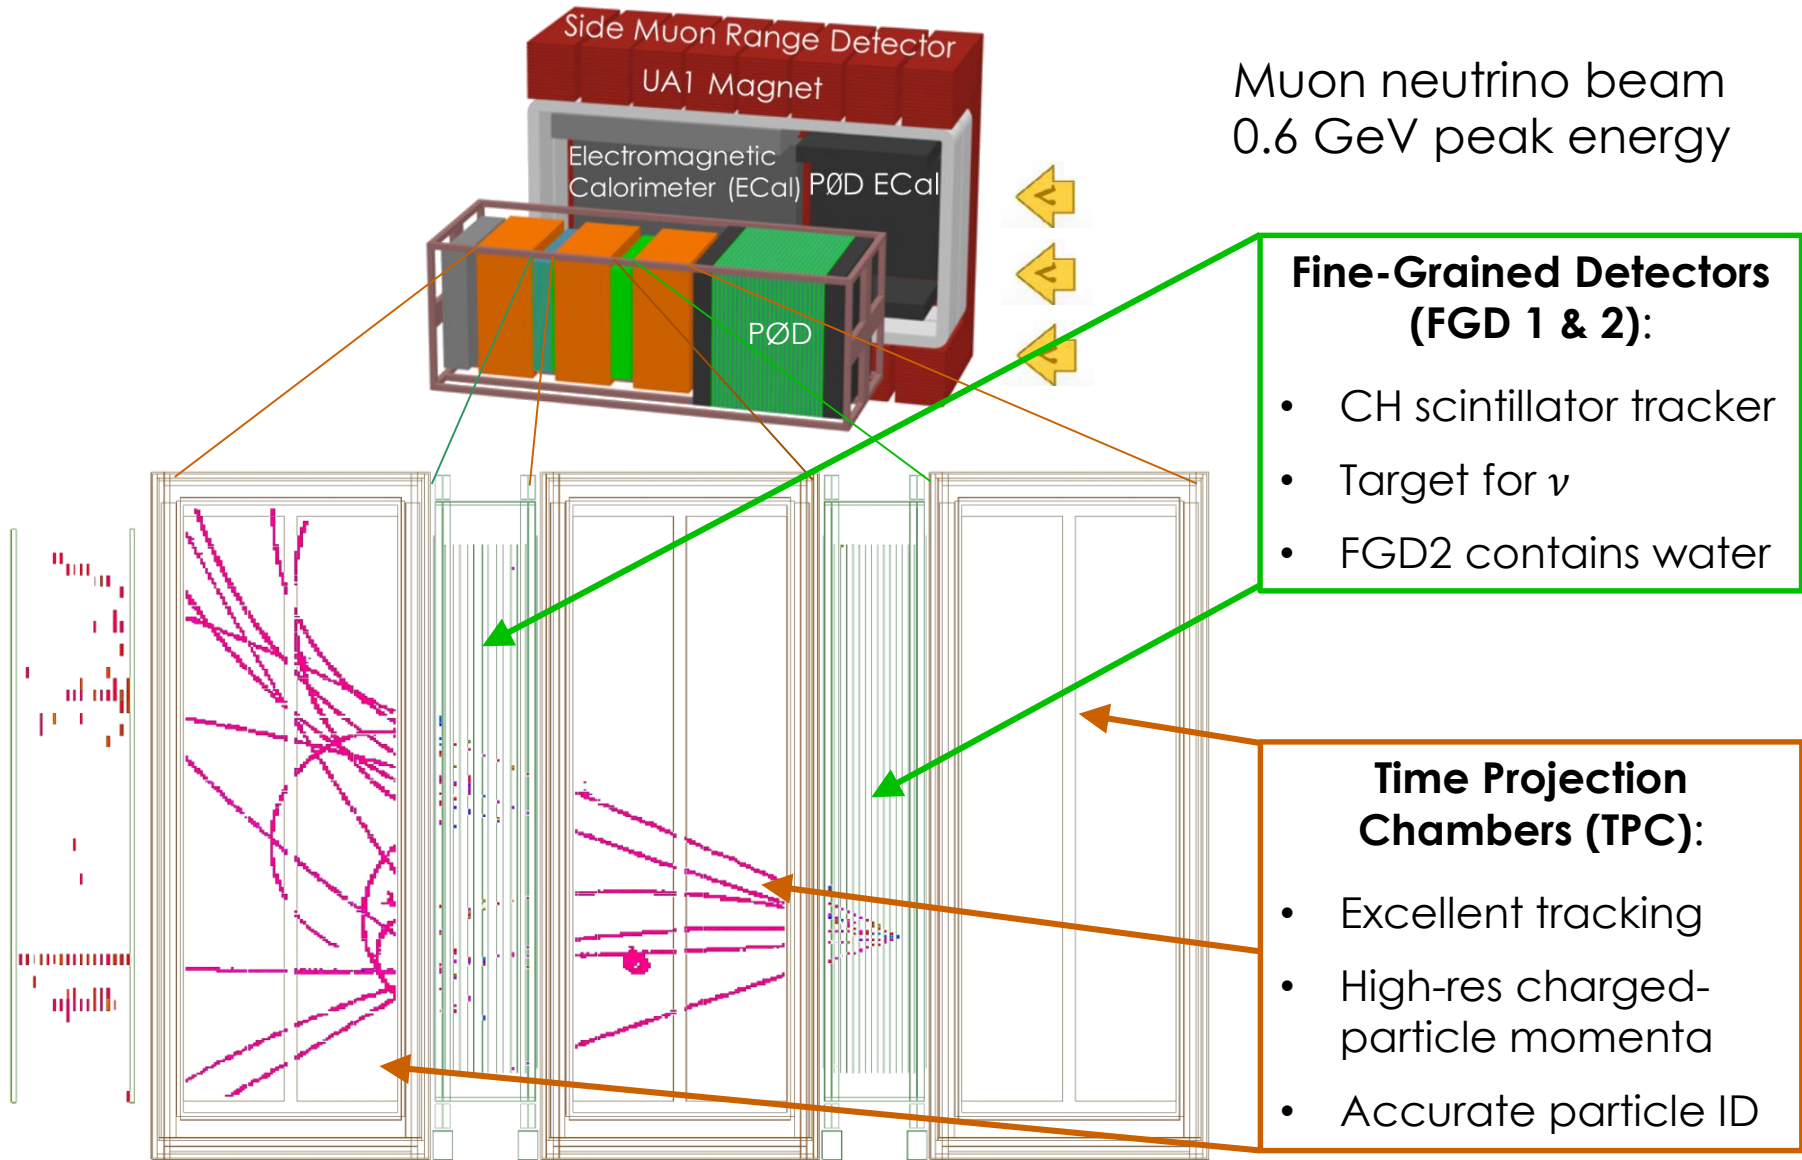 Side Muon Range Detector
UA1 Magnet
Electromagnetic
Calorimeter (ECal)
PØD ECal
PØD
ν
ν
ν
Muon neutrino beam
0.6 GeV peak energy
Fine-Grained Detectors
(FGD 1 & 2):
• CH scintillator tracker
• Target for ν
• FGD2 contains water
Time Projection
Chambers (TPC):
• Excellent tracking
• High-res charged-
particle momenta
• Accurate particle ID